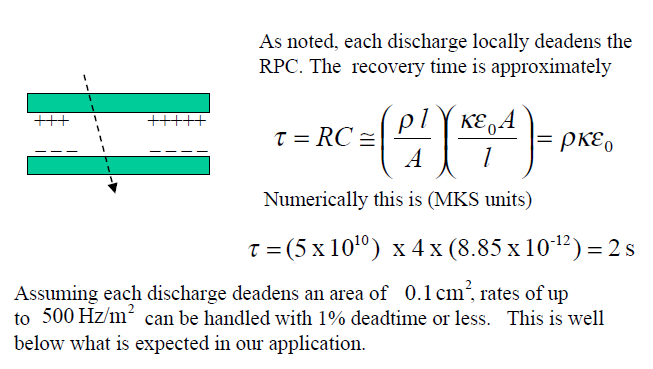 As noted, each discharge locally deadens the
RPC. The recovery time is approximately
+++ +++++
_ _ _ _ _ _ _
τ = RC ≅ (ρ l / A)(κε₀A / l) = ρκε₀
Numerically this is (MKS units)
τ = (5 x 10¹⁰) x 4 x (8.85 x 10⁻¹²) = 2 s
Assuming each discharge deadens an area of 0.1 cm², rates of up
to 500 Hz/m² can be handled with 1% deadtime or less. This is well
below what is expected in our application.